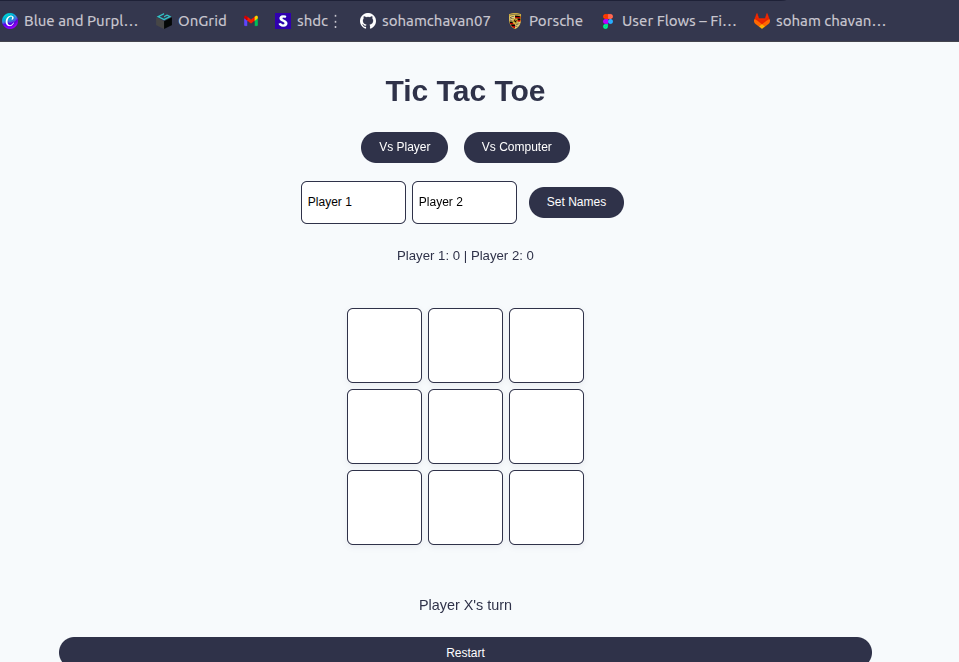 Blue and Purpl... OnGrid shdc ⋮ sohamchavan07 Porsche User Flows – Fi... soham chavan...
Tic Tac Toe
Vs Player Vs Computer
Player 1 Player 2 Set Names
Player 1: 0 | Player 2: 0
Player X's turn
Restart